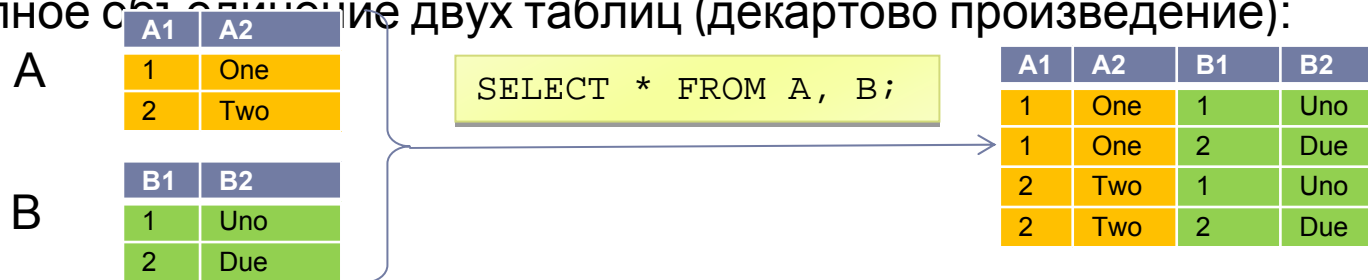 объединение двух таблиц (декартово произведение):
A
A1 A2
1 One
2 Two
SELECT * FROM A, B;
A1 A2 B1 B2
1 One 1 Uno
1 One 2 Due
2 Two 1 Uno
2 Two 2 Due
B
B1 B2
1 Uno
2 Due